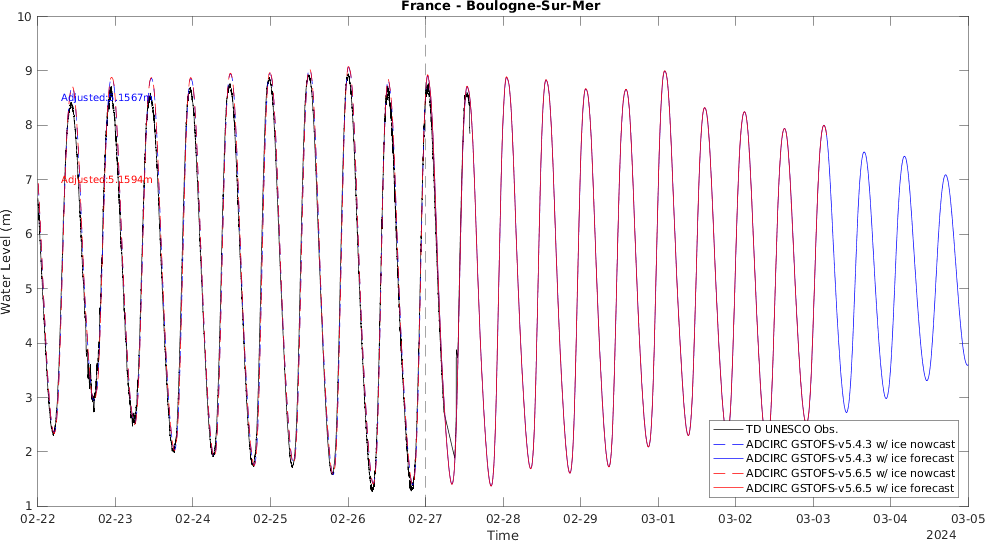 France - Boulogne-Sur-Mer
10
9
8
7
6
5
4
3
2
1
Water Level (m)
Adjusted:5.1567m
Adjusted:5.1594m
TD UNESCO Obs.
ADCIRC GSTOFS-v5.4.3 w/ ice nowcast
ADCIRC GSTOFS-v5.4.3 w/ ice forecast
ADCIRC GSTOFS-v5.6.5 w/ ice nowcast
ADCIRC GSTOFS-v5.6.5 w/ ice forecast
02-22 02-23 02-24 02-25 02-26 02-27 02-28 02-29 03-01 03-02 03-03 03-04 03-05
Time
2024